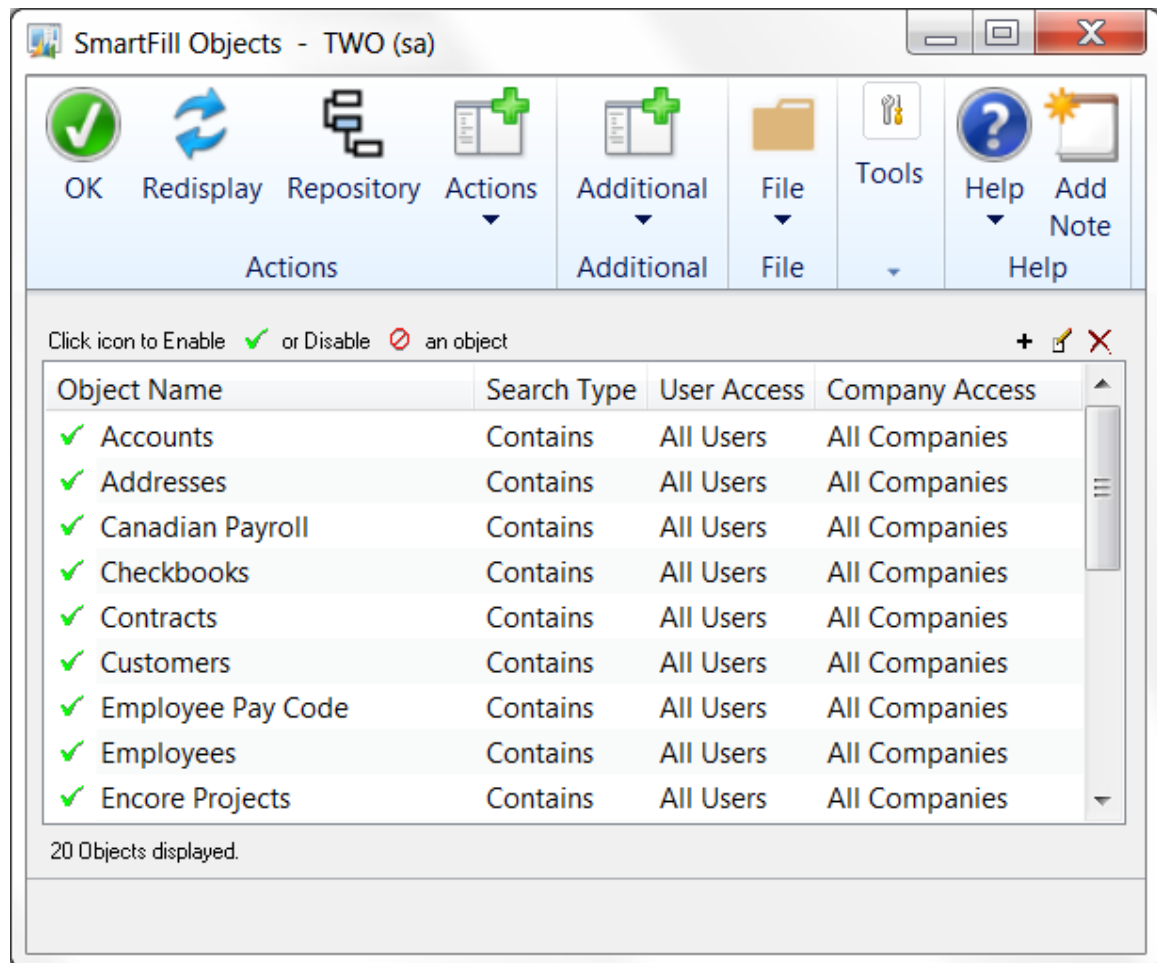 SmartFill Objects - TWO (sa)
OK Redisplay Repository Actions Additional File Tools Help Add Note
Actions Additional File Help
Click icon to Enable or Disable an object
Object Name Search Type User Access Company Access
Accounts Contains All Users All Companies
Addresses Contains All Users All Companies
Canadian Payroll Contains All Users All Companies
Checkbooks Contains All Users All Companies
Contracts Contains All Users All Companies
Customers Contains All Users All Companies
Employee Pay Code Contains All Users All Companies
Employees Contains All Users All Companies
Encore Projects Contains All Users All Companies
20 Objects displayed.